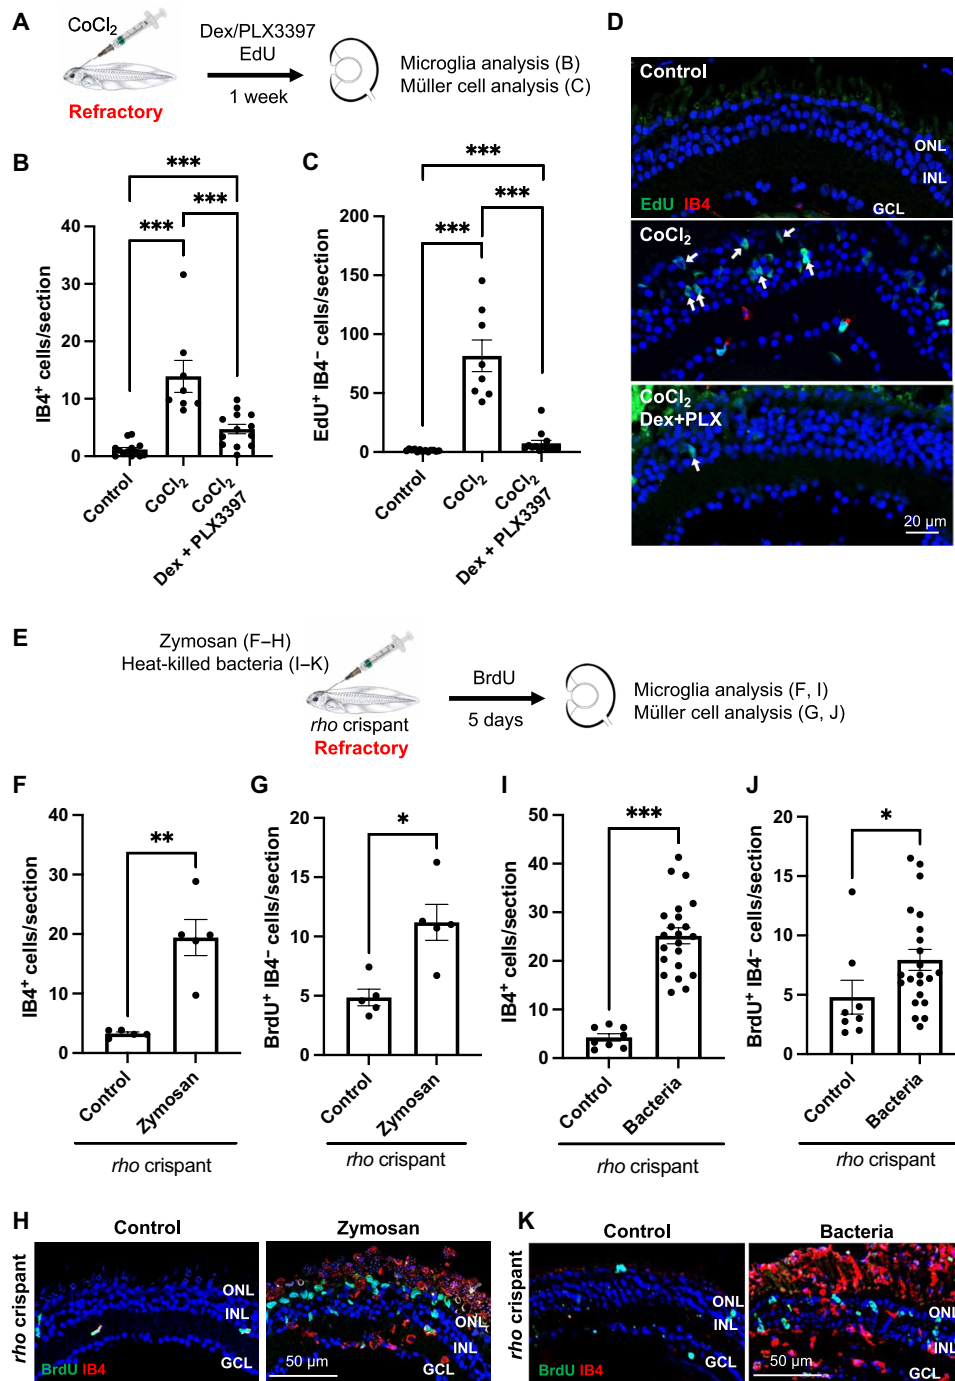 A
CoCl2
Refractory
Dex/PLX3397
EdU
1 week
Microglia analysis (B)
Müller cell analysis (C)
B
***
***
***
IB4+ cells/section
40
30
20
10
0
Control
CoCl2
CoCl2
Dex + PLX3397
C
***
***
***
EdU+ IB4– cells/section
200
150
100
50
0
Control
CoCl2
CoCl2
Dex + PLX3397
D
Control
ONL
INL
GCL
EdU IB4
CoCl2
CoCl2
Dex+PLX
20 µm
E
Zymosan (F–H)
Heat-killed bacteria (I–K)
rho crispant
Refractory
BrdU
5 days
Microglia analysis (F, I)
Müller cell analysis (G, J)
F
**
IB4+ cells/section
40
30
20
10
0
Control
Zymosan
rho crispant
G
*
BrdU+ IB4– cells/section
20
15
10
5
0
Control
Zymosan
rho crispant
I
***
IB4+ cells/section
50
40
30
20
10
0
Control
Bacteria
rho crispant
J
*
BrdU+ IB4– cells/section
20
15
10
5
0
Control
Bacteria
rho crispant
H
Control
Zymosan
rho crispant
ONL
INL
GCL
BrdU IB4
ONL
INL
GCL
50 µm
K
Control
Bacteria
rho crispant
ONL
INL
GCL
BrdU IB4
ONL
INL
GCL
50 µm